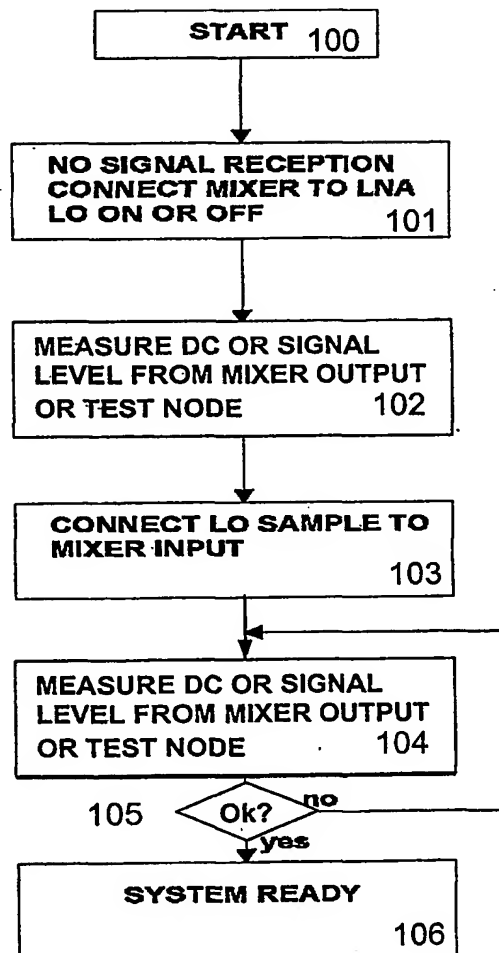 START 100
NO SIGNAL RECEPTION
CONNECT MIXER TO LNA
LO ON OR OFF
101
MEASURE DC OR SIGNAL
LEVEL FROM MIXER OUTPUT
OR TEST NODE 102
CONNECT LO SAMPLE TO
MIXER INPUT
103
MEASURE DC OR SIGNAL
LEVEL FROM MIXER OUTPUT
OR TEST NODE 104
105 Ok? no
yes
SYSTEM READY
106